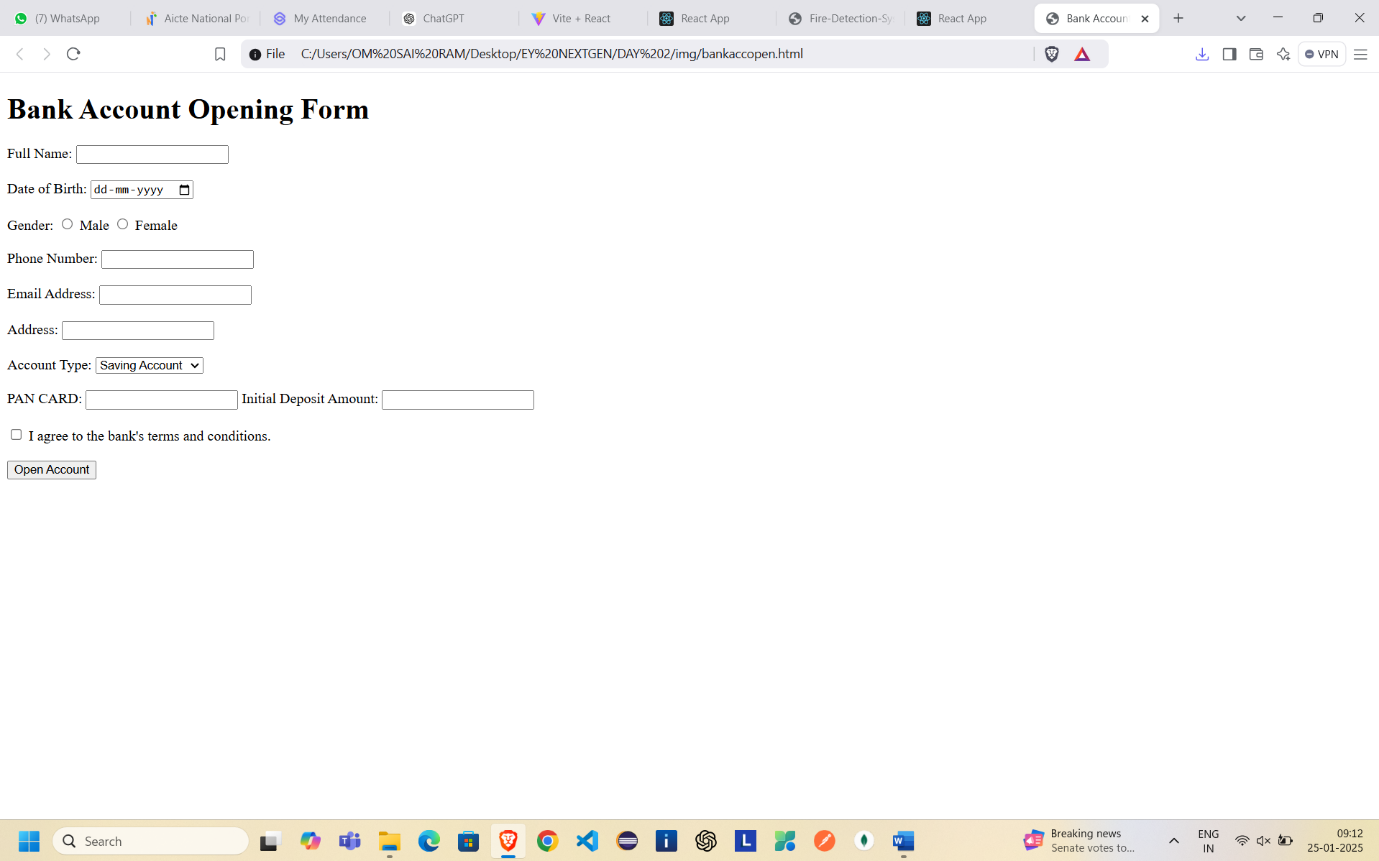 (7) WhatsApp
Aicte National Po
My Attendance
ChatGPT
Vite + React
React App
Fire-Detection-Sy
React App
Bank Accoun
File C:/Users/OM%20SAI%20RAM/Desktop/EY%20NEXTGEN/DAY%202/img/bankaccopen.html
VPN
Bank Account Opening Form
Full Name:
Date of Birth: dd-mm-yyyy
Gender: Male Female
Phone Number:
Email Address:
Address:
Account Type: Saving Account
PAN CARD: Initial Deposit Amount:
I agree to the bank's terms and conditions.
Open Account
Search
Breaking news
Senate votes to...
ENG
IN
09:12
25-01-2025